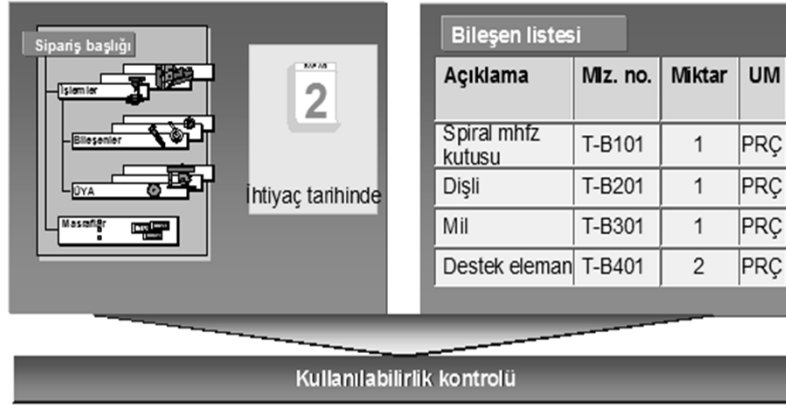 Sipariş başlığı
İşlemler
Bileşenler
ÜYA
Masraflar
2
İhtiyaç tarihinde
Bileşen listesi
Açıklama Mlz. no. Miktar UM
Spiral mhfz
kutusu T-B101 1 PRÇ
Dişli T-B201 1 PRÇ
Mil T-B301 1 PRÇ
Destek eleman T-B401 2 PRÇ
Kullanılabilirlik kontrolü